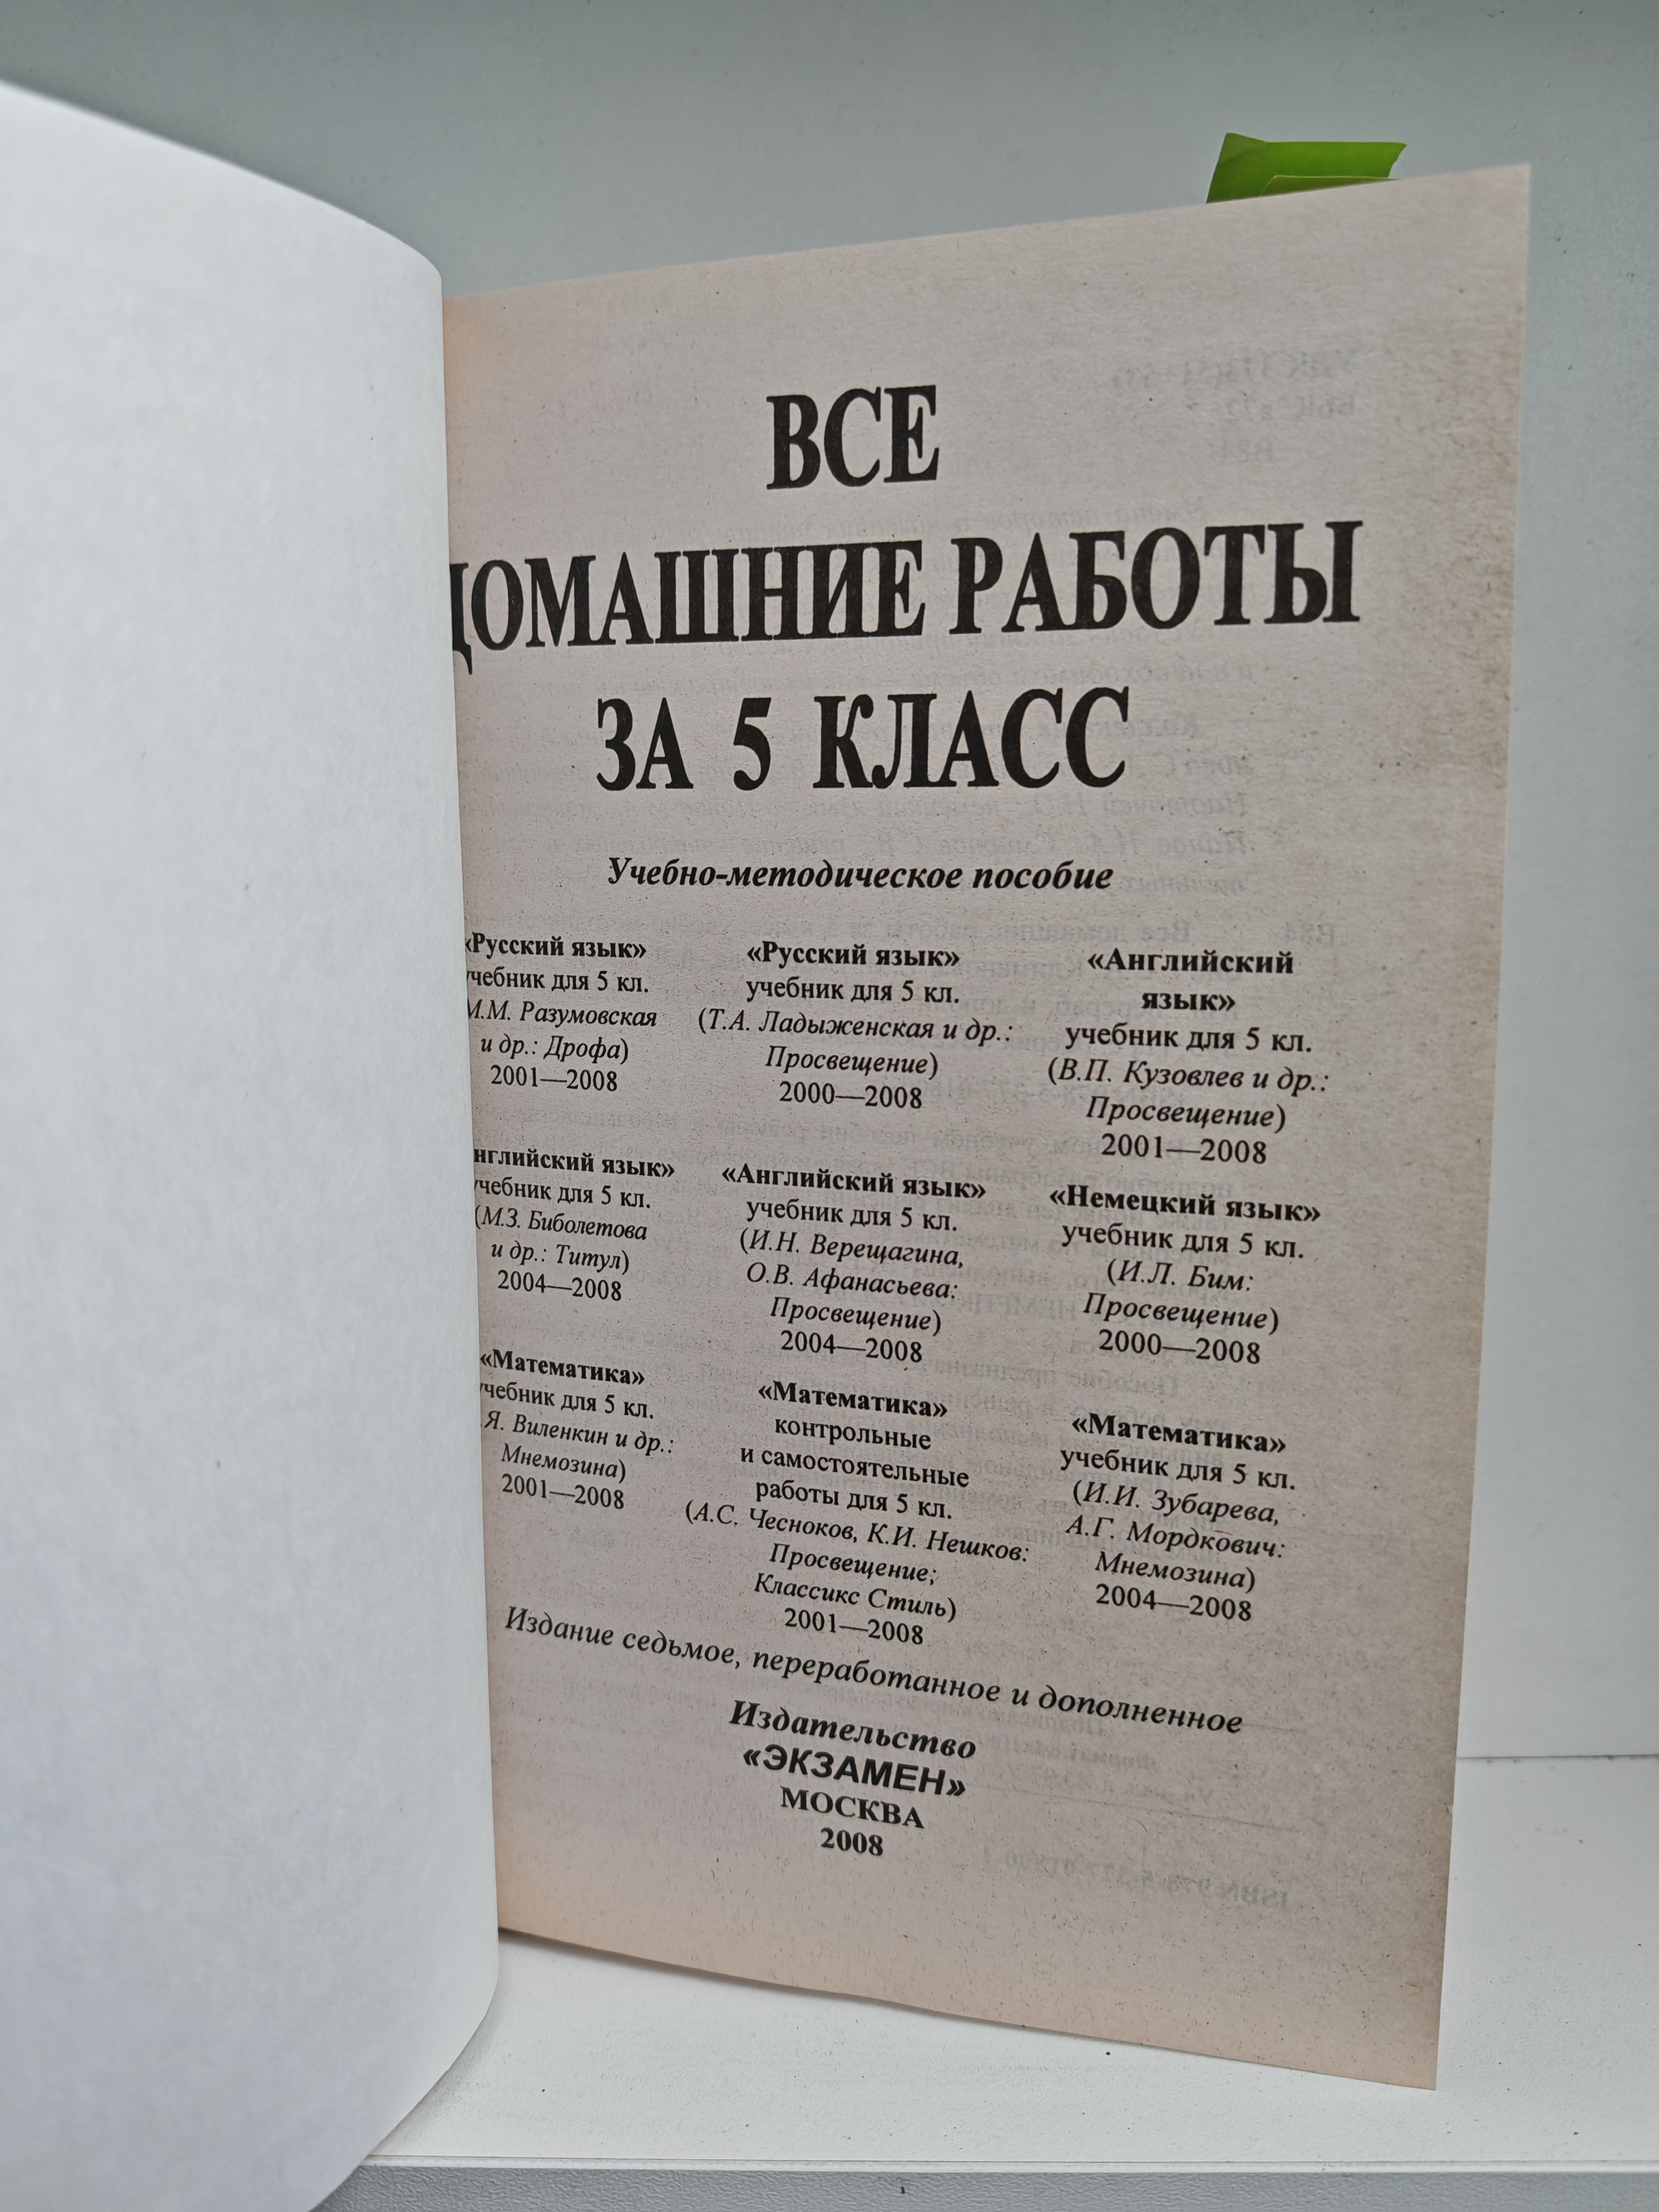 ВСЕ
ДОМАШНИЕ РАБОТЫ
ЗА 5 КЛАСС
Учебно-методическое пособие
«Русский язык»
учебник для 5 кл.
М.М. Разумовская
и др.: Дрофа)
2001—2008
«Русский язык»
учебник для 5 кл.
(Т.А. Ладыженская и др.:
Просвещение)
2000—2008
«Английский
язык»
учебник для 5 кл.
(В.П. Кузовлев и др.:
Просвещение)
2001—2008
нглийский язык»
учебник для 5 кл.
(М.З. Биболетова
и др.: Титул)
2004—2008
«Английский язык»
учебник для 5 кл.
(И.Н. Верещагина,
О.В. Афанасьева:
Просвещение)
2004—2008
«Немецкий язык»
учебник для 5 кл.
(И.Л. Бим:
Просвещение)
2000—2008
«Математика»
учебник для 5 кл.
.Я. Виленкин и др.:
Мнемозина)
2001—2008
«Математика»
контрольные
и самостоятельные
работы для 5 кл.
(А.С. Чесноков, К.И. Нешков:
Просвещение;
Классикс Стиль)
2001—2008
«Математика»
учебник для 5 кл.
(И.И. Зубарева,
А.Г. Мордкович:
Мнемозина)
2004—2008
Издание седьмое, переработанное и дополненное
Издательство
«ЭКЗАМЕН»
МОСКВА
2008